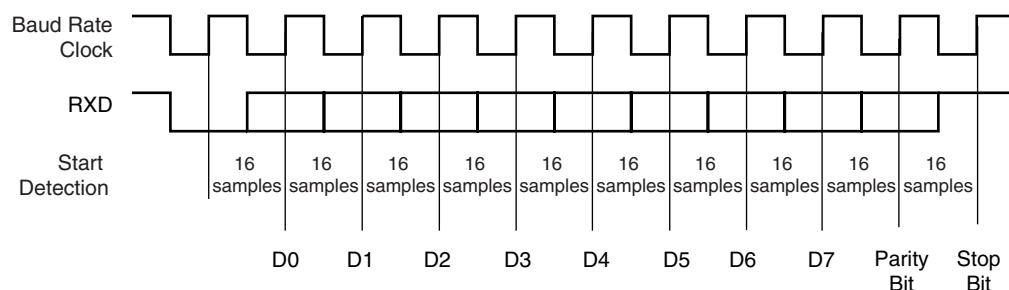 Baud Rate
Clock
RXD
Start
Detection
16 16 16 16 16 16 16 16 16 16
samples samples samples samples samples samples samples samples samples samples
D0 D1 D2 D3 D4 D5 D6 D7 Parity Stop
Bit Bit